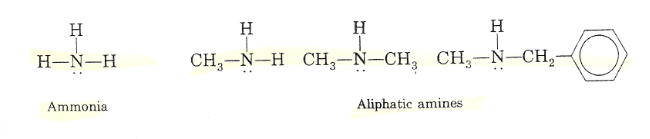 H H H H
H—N̤—H CH₃—N̤—H CH₃—N̤—CH₃ CH₃—N̤—CH₂—
Ammonia Aliphatic amines